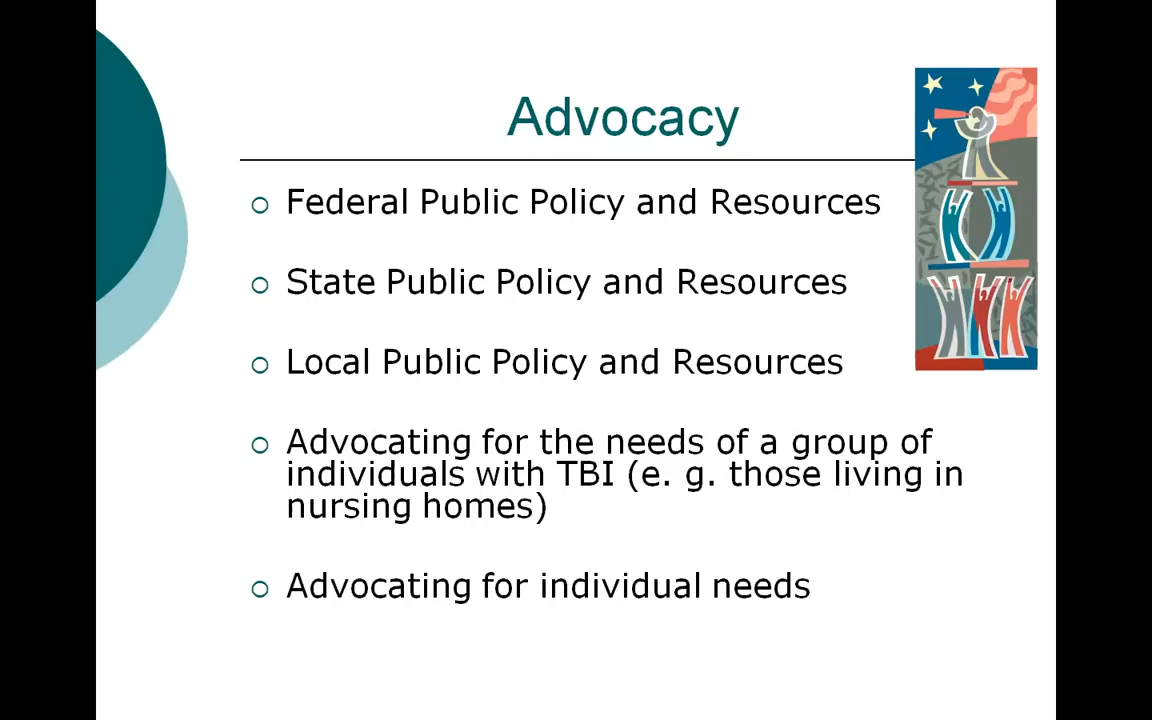 Advocacy
Federal Public Policy and Resources
State Public Policy and Resources
Local Public Policy and Resources
Advocating for the needs of a group of
individuals with TBI (e. g. those living in
nursing homes)
Advocating for individual needs